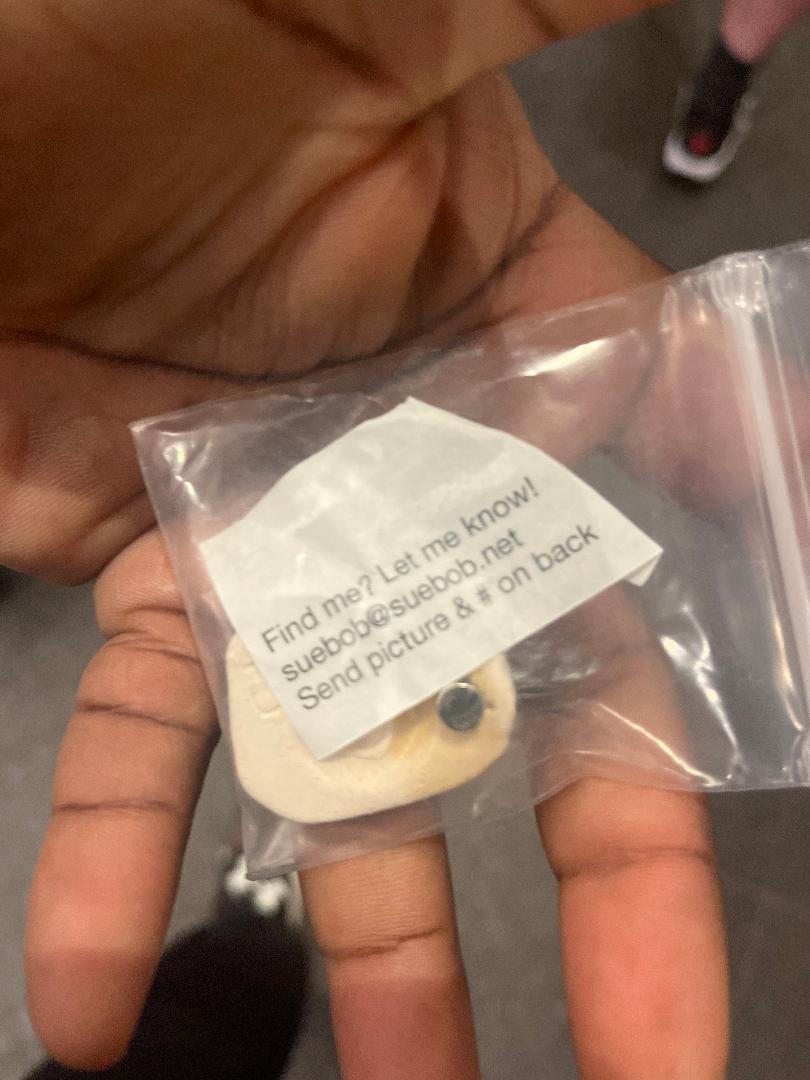 Find me? Let me know!
suebob@suebob.net
Send picture & # on back